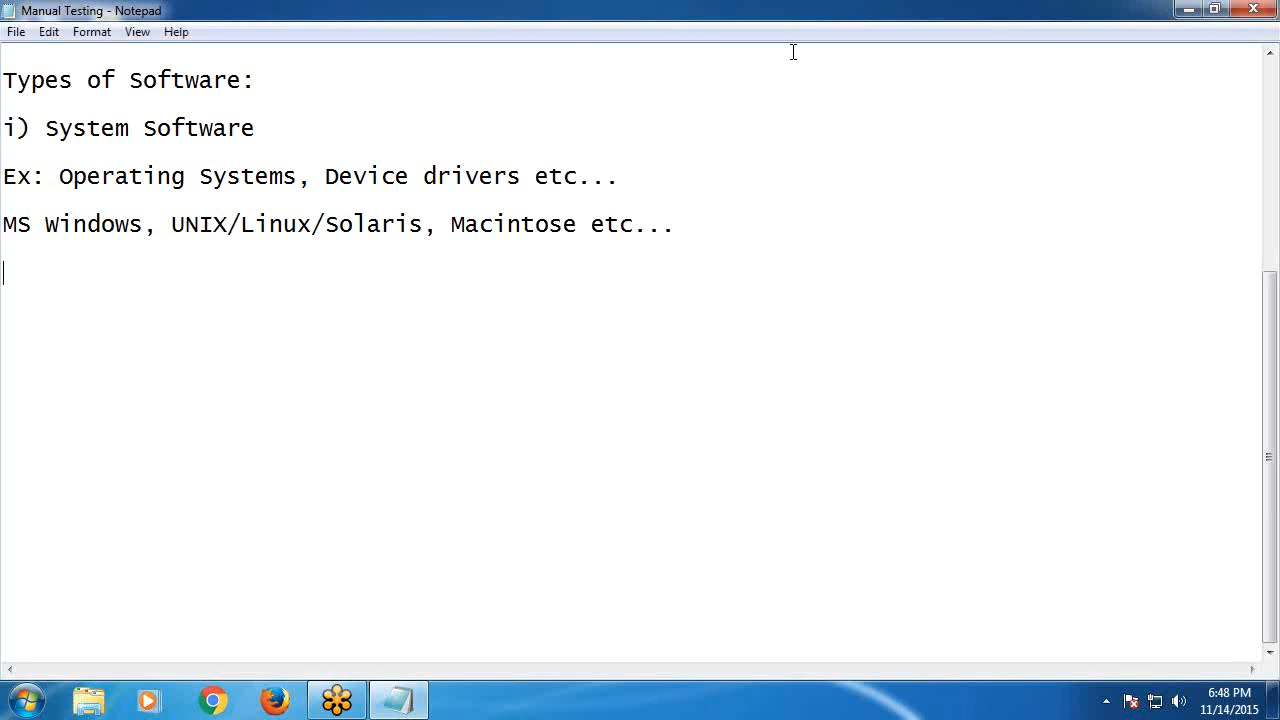 Manual Testing - Notepad
File Edit Format View Help
Types of Software:
i) System Software
Ex: Operating Systems, Device drivers etc...
MS Windows, UNIX/Linux/Solaris, Macintose etc...
6:48 PM
11/14/2015